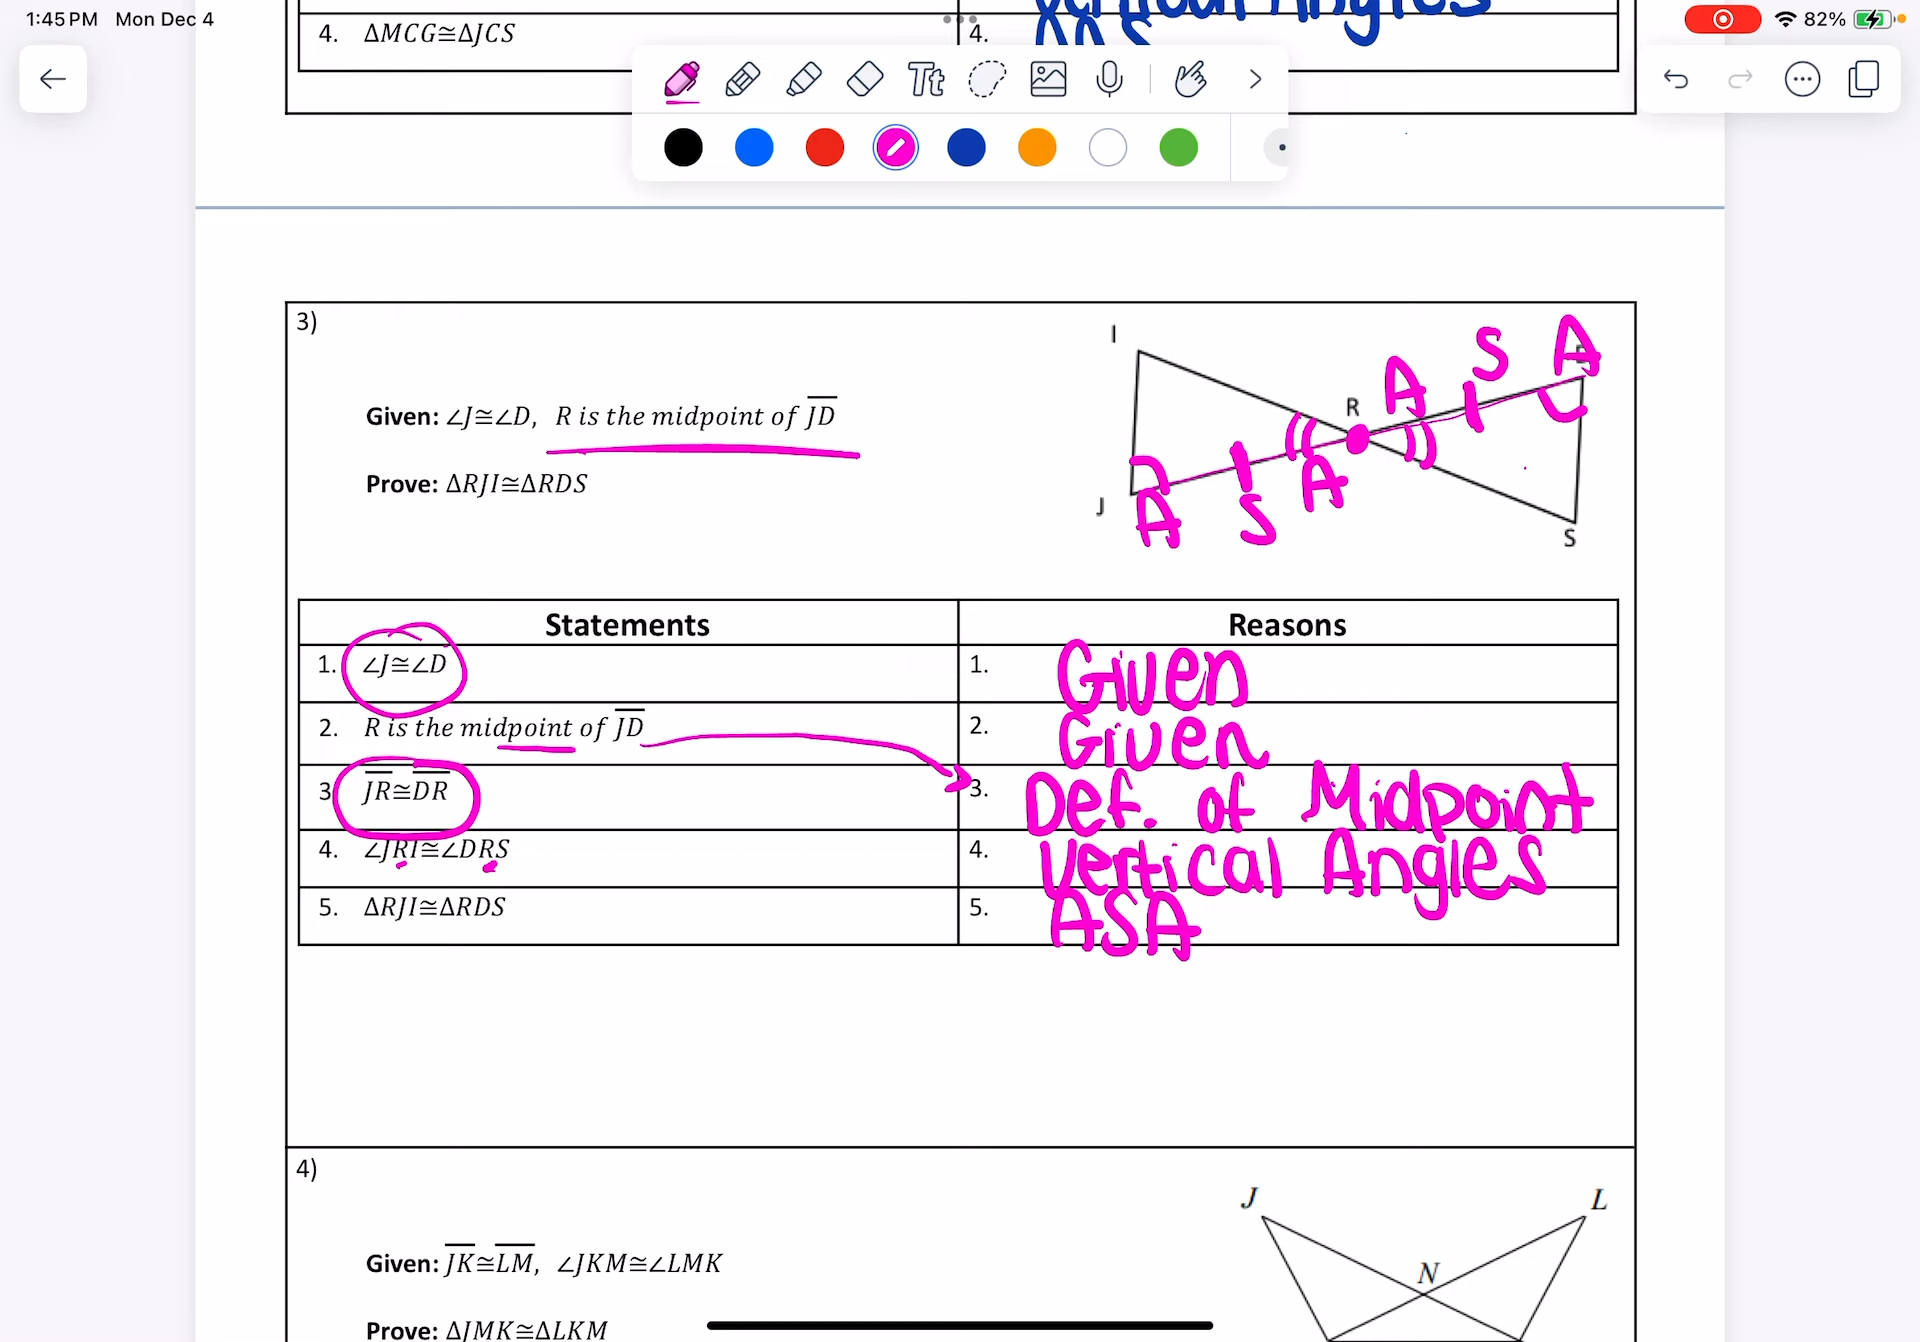 1:45 PM Mon Dec 4
82%
4. ΔMCG≅ΔJCS
4.
Vertical Angles
Tt
3)
Given: ∠J≅∠D, R is the midpoint of JD
Prove: ΔRJI≅ΔRDS
I
R
J
S
A S A
A S A
Statements
Reasons
1. ∠J≅∠D
1. Given
2. R is the midpoint of JD
2. Given
3 JR≅DR
3. Def. of Midpoint
4. ∠JRI≅∠DRS
4. Vertical Angles
5. ΔRJI≅ΔRDS
5. ASA
4)
Given: JK≅LM, ∠JKM≅∠LMK
Prove: ΔJMK≅ΔLKM
J
L
N